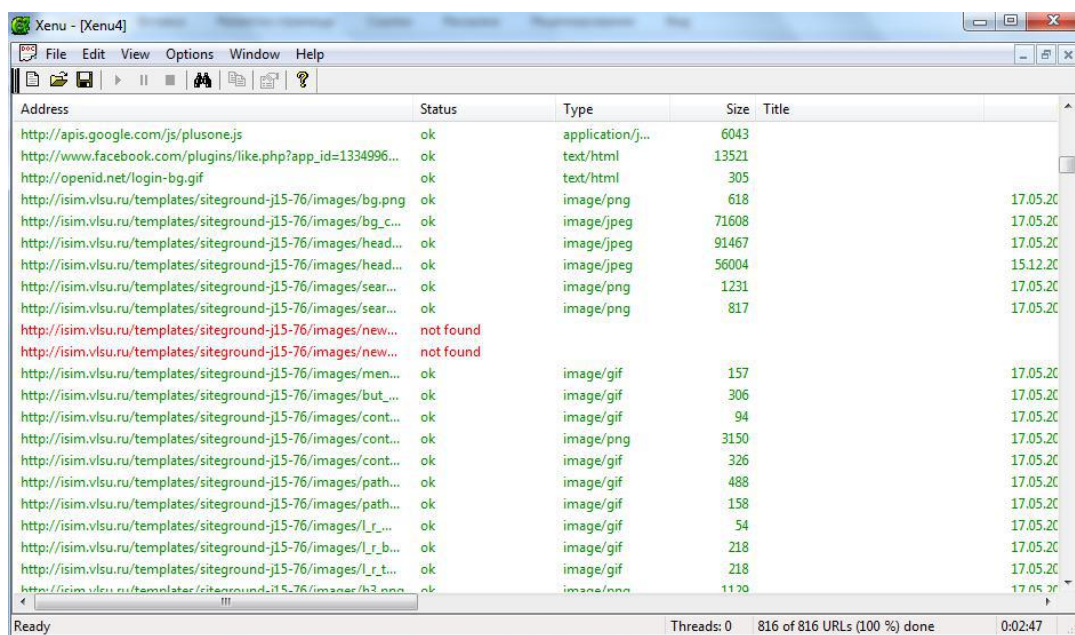 Xenu - [Xenu4]
File Edit View Options Window Help
Address Status Type Size Title
http://apis.google.com/js/plusone.js ok application/j... 6043
http://www.facebook.com/plugins/like.php?app_id=1334996... ok text/html 13521
http://openid.net/login-bg.gif ok text/html 305
http://isim.vlsu.ru/templates/siteground-j15-76/images/bg.png ok image/png 618 17.05.20
http://isim.vlsu.ru/templates/siteground-j15-76/images/bg_c... ok image/jpeg 71608 17.05.20
http://isim.vlsu.ru/templates/siteground-j15-76/images/head... ok image/jpeg 91467 17.05.20
http://isim.vlsu.ru/templates/siteground-j15-76/images/head... ok image/jpeg 56004 15.12.20
http://isim.vlsu.ru/templates/siteground-j15-76/images/sear... ok image/png 1231 17.05.20
http://isim.vlsu.ru/templates/siteground-j15-76/images/sear... ok image/png 817 17.05.20
http://isim.vlsu.ru/templates/siteground-j15-76/images/new... not found
http://isim.vlsu.ru/templates/siteground-j15-76/images/new... not found
http://isim.vlsu.ru/templates/siteground-j15-76/images/men... ok image/gif 157 17.05.20
http://isim.vlsu.ru/templates/siteground-j15-76/images/but_... ok image/gif 306 17.05.20
http://isim.vlsu.ru/templates/siteground-j15-76/images/cont... ok image/gif 94 17.05.20
http://isim.vlsu.ru/templates/siteground-j15-76/images/cont... ok image/png 3150 17.05.20
http://isim.vlsu.ru/templates/siteground-j15-76/images/cont... ok image/gif 326 17.05.20
http://isim.vlsu.ru/templates/siteground-j15-76/images/path... ok image/gif 488 17.05.20
http://isim.vlsu.ru/templates/siteground-j15-76/images/path... ok image/gif 158 17.05.20
http://isim.vlsu.ru/templates/siteground-j15-76/images/l_r_... ok image/gif 54 17.05.20
http://isim.vlsu.ru/templates/siteground-j15-76/images/l_r_b... ok image/gif 218 17.05.20
http://isim.vlsu.ru/templates/siteground-j15-76/images/l_r_t... ok image/gif 218 17.05.20
http://isim.vlsu.ru/templates/siteground-j15-76/images/h3.png ok image/png 1129 17.05.20
Ready Threads: 0 816 of 816 URLs (100 %) done 0:02:47